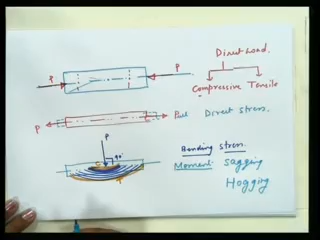 Direct Load.
P P
Compressive Tensile
P Pull Direct stress.
P
Bending stress.
90°
Moment: Sagging
Hogging